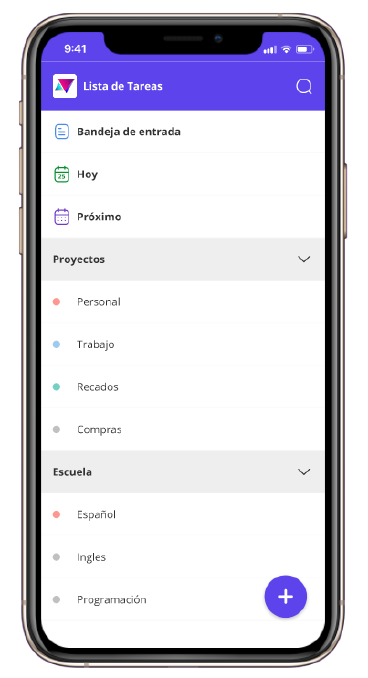 9:41
Lista de Tareas
Bandeja de entrada
25
Hoy
Próximo
Proyectos
Personal
Trabajo
Recados
Compras
Escuela
Español
Ingles
Programación